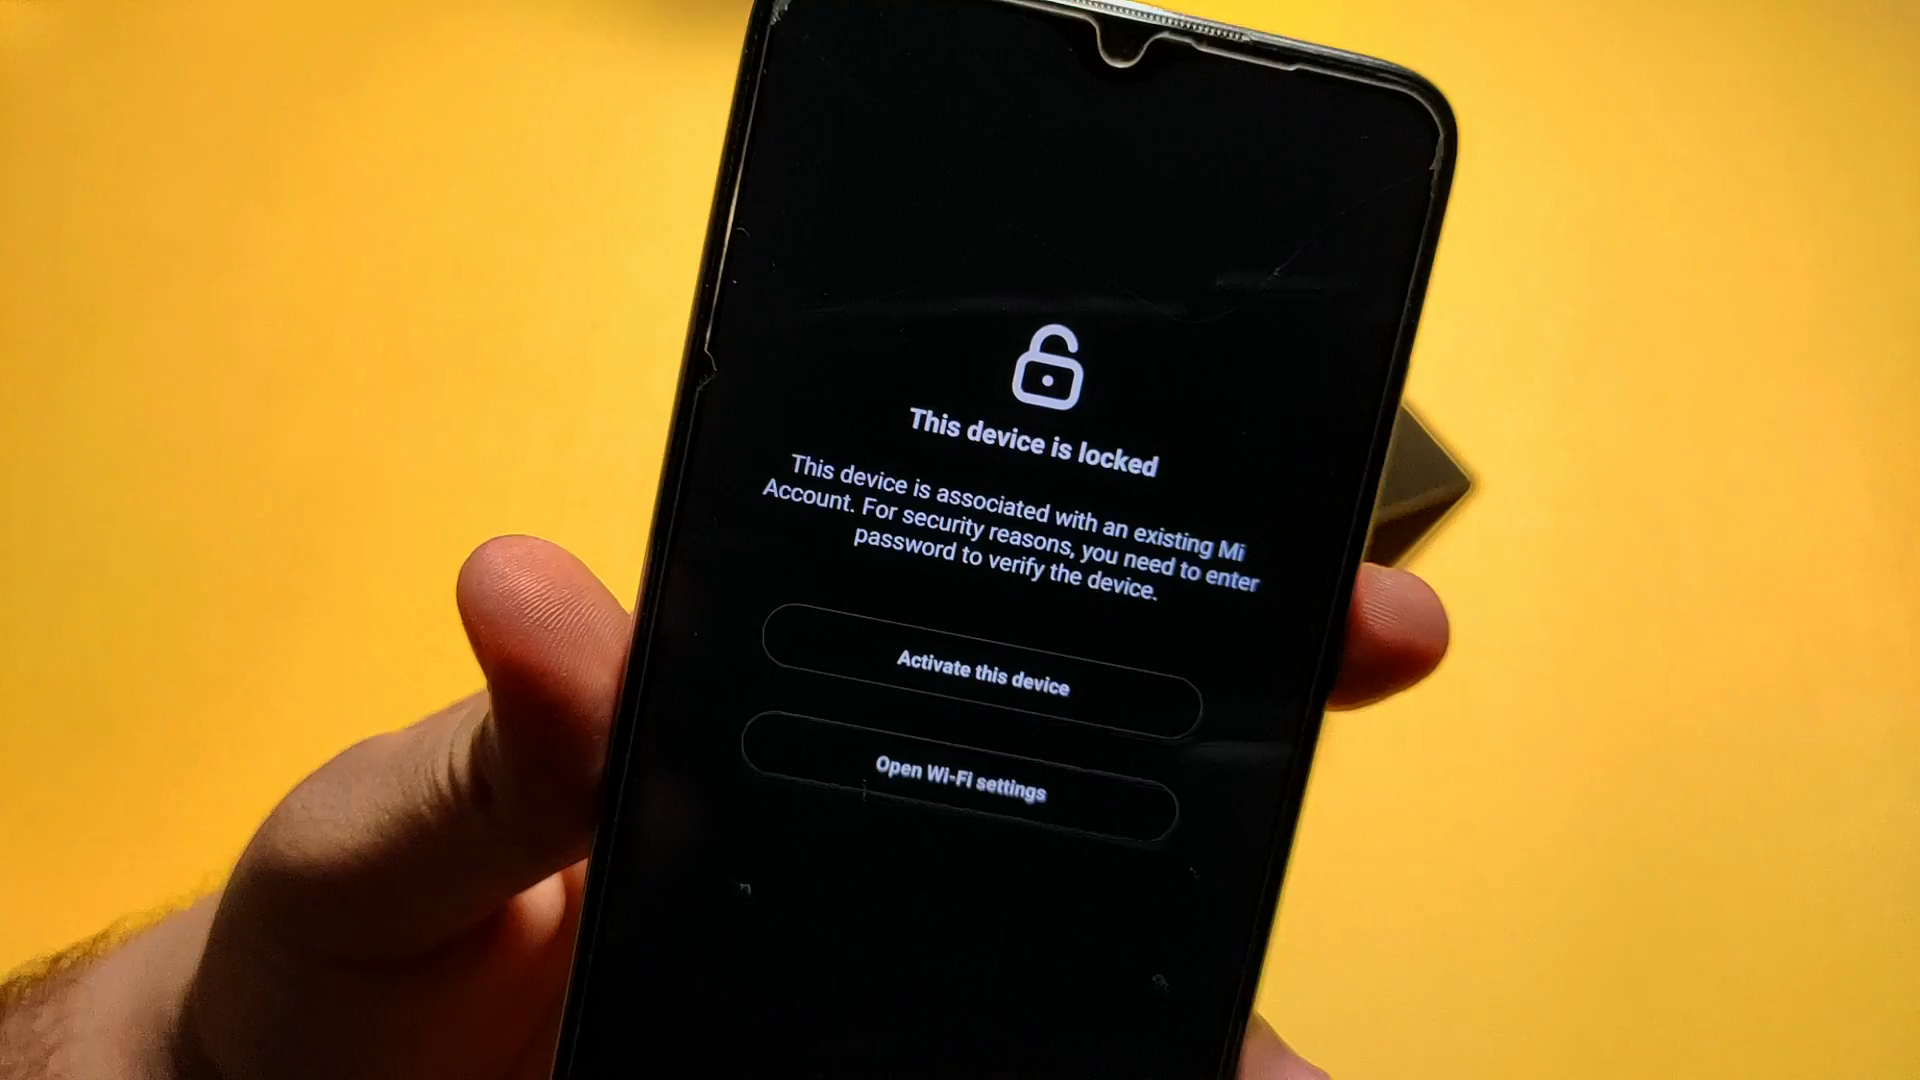 This device is locked
This device is associated with an existing Mi
Account. For security reasons, you need to enter
password to verify the device.
Activate this device
Open Wi-Fi settings